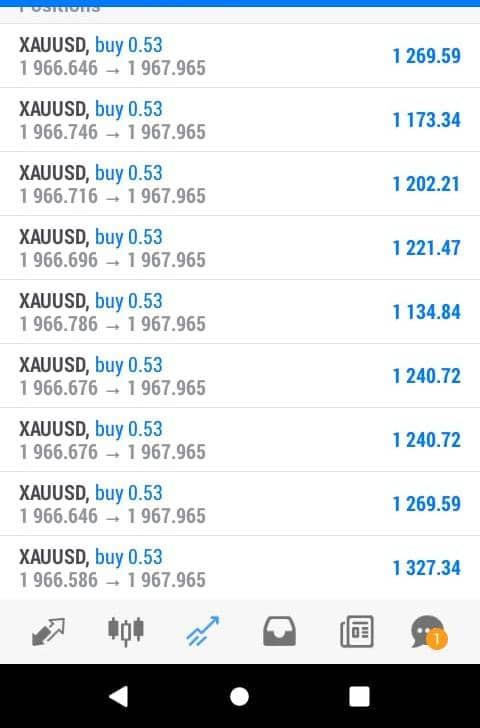 Positions
XAUUSD, buy 0.53
1 966.646 → 1 967.965
1 269.59
XAUUSD, buy 0.53
1 966.746 → 1 967.965
1 173.34
XAUUSD, buy 0.53
1 966.716 → 1 967.965
1 202.21
XAUUSD, buy 0.53
1 966.696 → 1 967.965
1 221.47
XAUUSD, buy 0.53
1 966.786 → 1 967.965
1 134.84
XAUUSD, buy 0.53
1 966.676 → 1 967.965
1 240.72
XAUUSD, buy 0.53
1 966.676 → 1 967.965
1 240.72
XAUUSD, buy 0.53
1 966.646 → 1 967.965
1 269.59
XAUUSD, buy 0.53
1 966.586 → 1 967.965
1 327.34
1